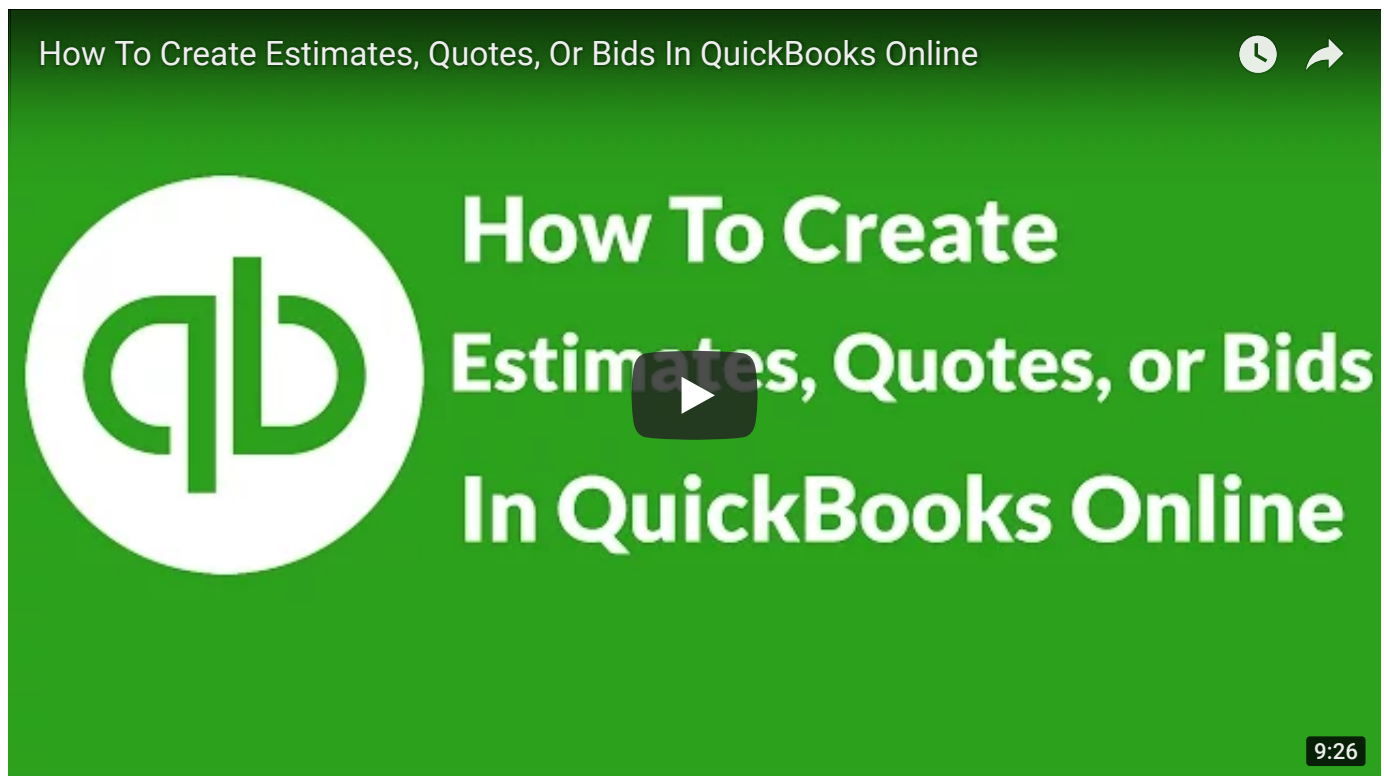 How To Create Estimates, Quotes, Or Bids In QuickBooks Online
How To Create
qb
Estimates, Quotes, or Bids
In QuickBooks Online
9:26